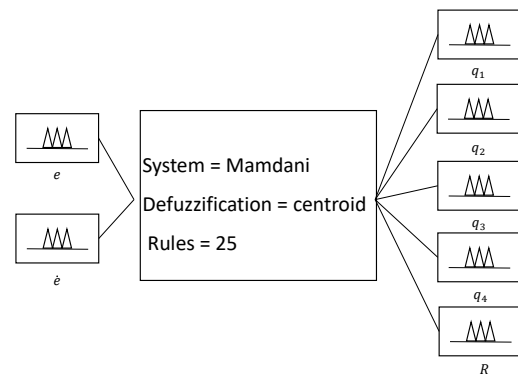 e
ė
System = Mamdani
Defuzzification = centroid
Rules = 25
q₁
q₂
q₃
q₄
R